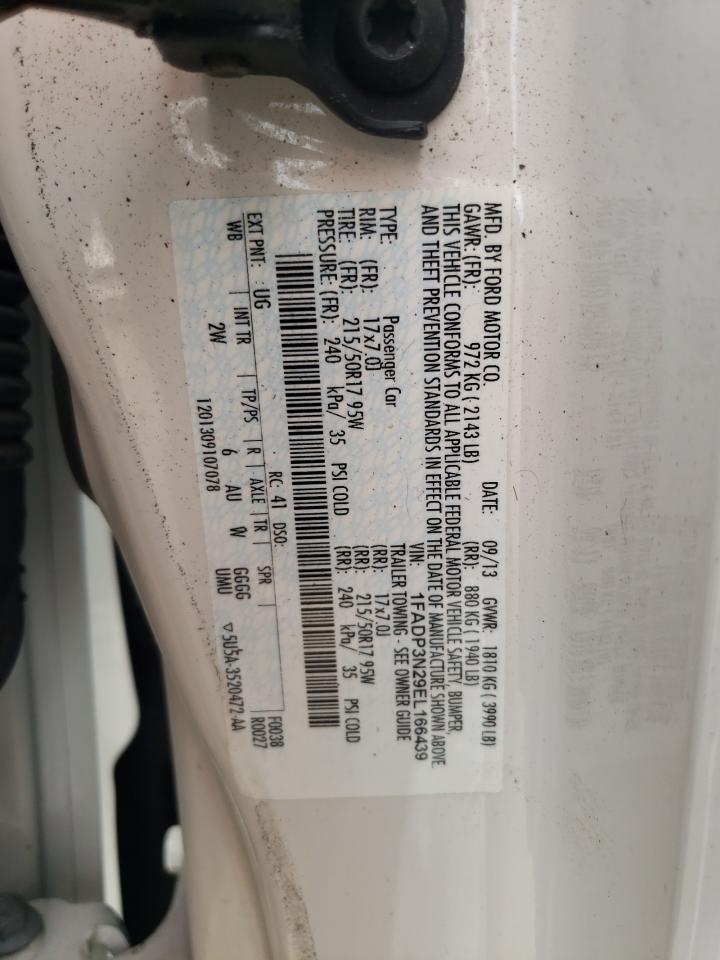 MFD. BY FORD MOTOR CO. DATE: 09/13 GVWR: 1810 KG ( 3990 LB)
GAWR: (FR): 972 KG ( 2143 LB) (RR): 880 KG ( 1940 LB)
THIS VEHICLE CONFORMS TO ALL APPLICABLE FEDERAL MOTOR VEHICLE SAFETY, BUMPER,
AND THEFT PREVENTION STANDARDS IN EFFECT ON THE DATE OF MANUFACTURE SHOWN ABOVE.
VIN: 1FADP3N29EL166439
TYPE: Passenger Car TRAILER TOWING - SEE OWNER GUIDE
RIM: (FR): 17x7.0J (RR): 17x7.0J
TIRE: (FR): 215/50R17 95W (RR): 215/50R17 95W
PRESSURE: (FR): 240 kPa/ 35 PSI COLD (RR): 240 kPa/ 35 PSI COLD
F0038
EXT PNT: UG RC: 41 DSO: R0027
WB INT TR TP/PS R AXLE TR SPR
2W 6 AU W GGGG
UMU
1201309107078 ▽5U5A-3520472-AA